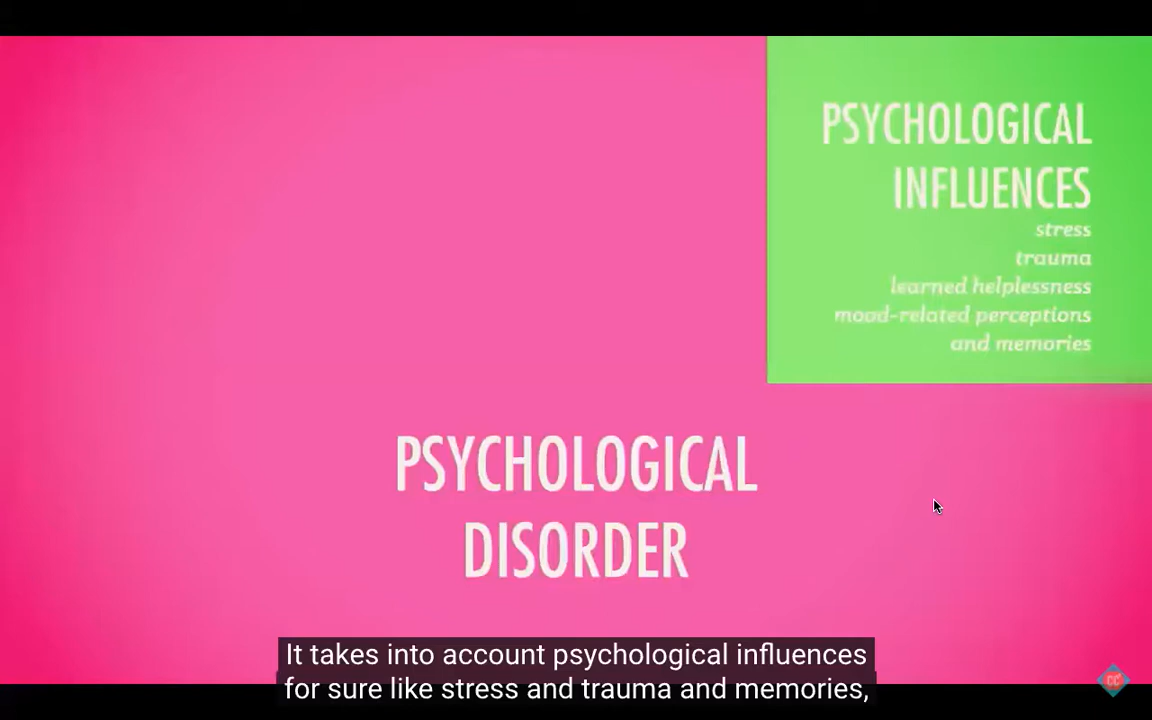 PSYCHOLOGICAL
INFLUENCES
stress
trauma
learned helplessness
mood-related perceptions
and memories
PSYCHOLOGICAL
DISORDER
It takes into account psychological influences
for sure like stress and trauma and memories,
CC